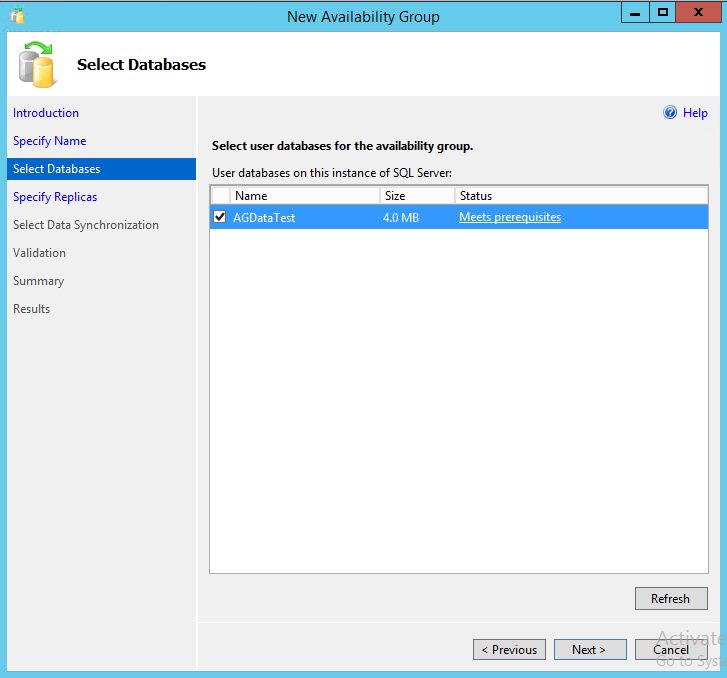 New Availability Group
Select Databases
Introduction
Specify Name
Select Databases
Specify Replicas
Select Data Synchronization
Validation
Summary
Results
Help
Select user databases for the availability group.
User databases on this instance of SQL Server:
Name Size Status
AGDataTest 4.0 MB Meets prerequisites
Refresh
< Previous Next > Cancel
Activate
Go to Syst